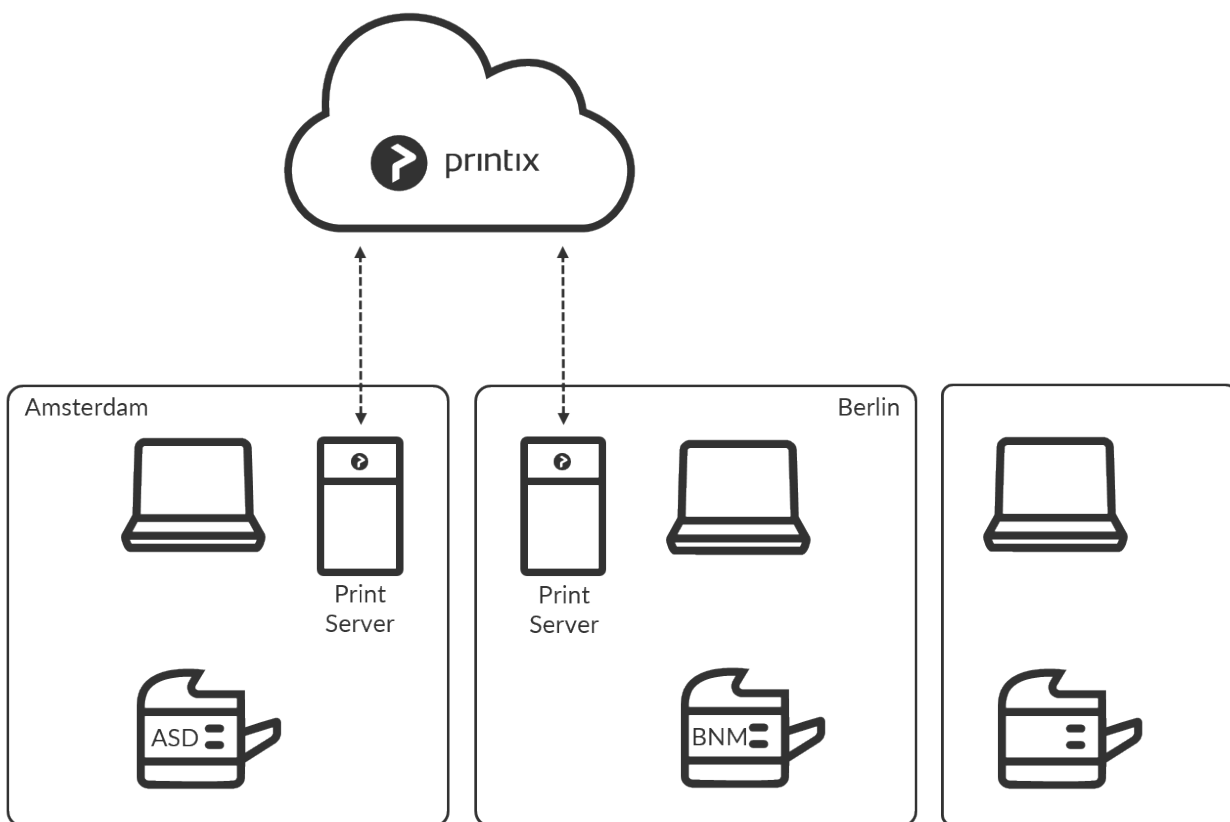 printix
Amsterdam
Berlin
Print
Server
Print
Server
ASD
BNM